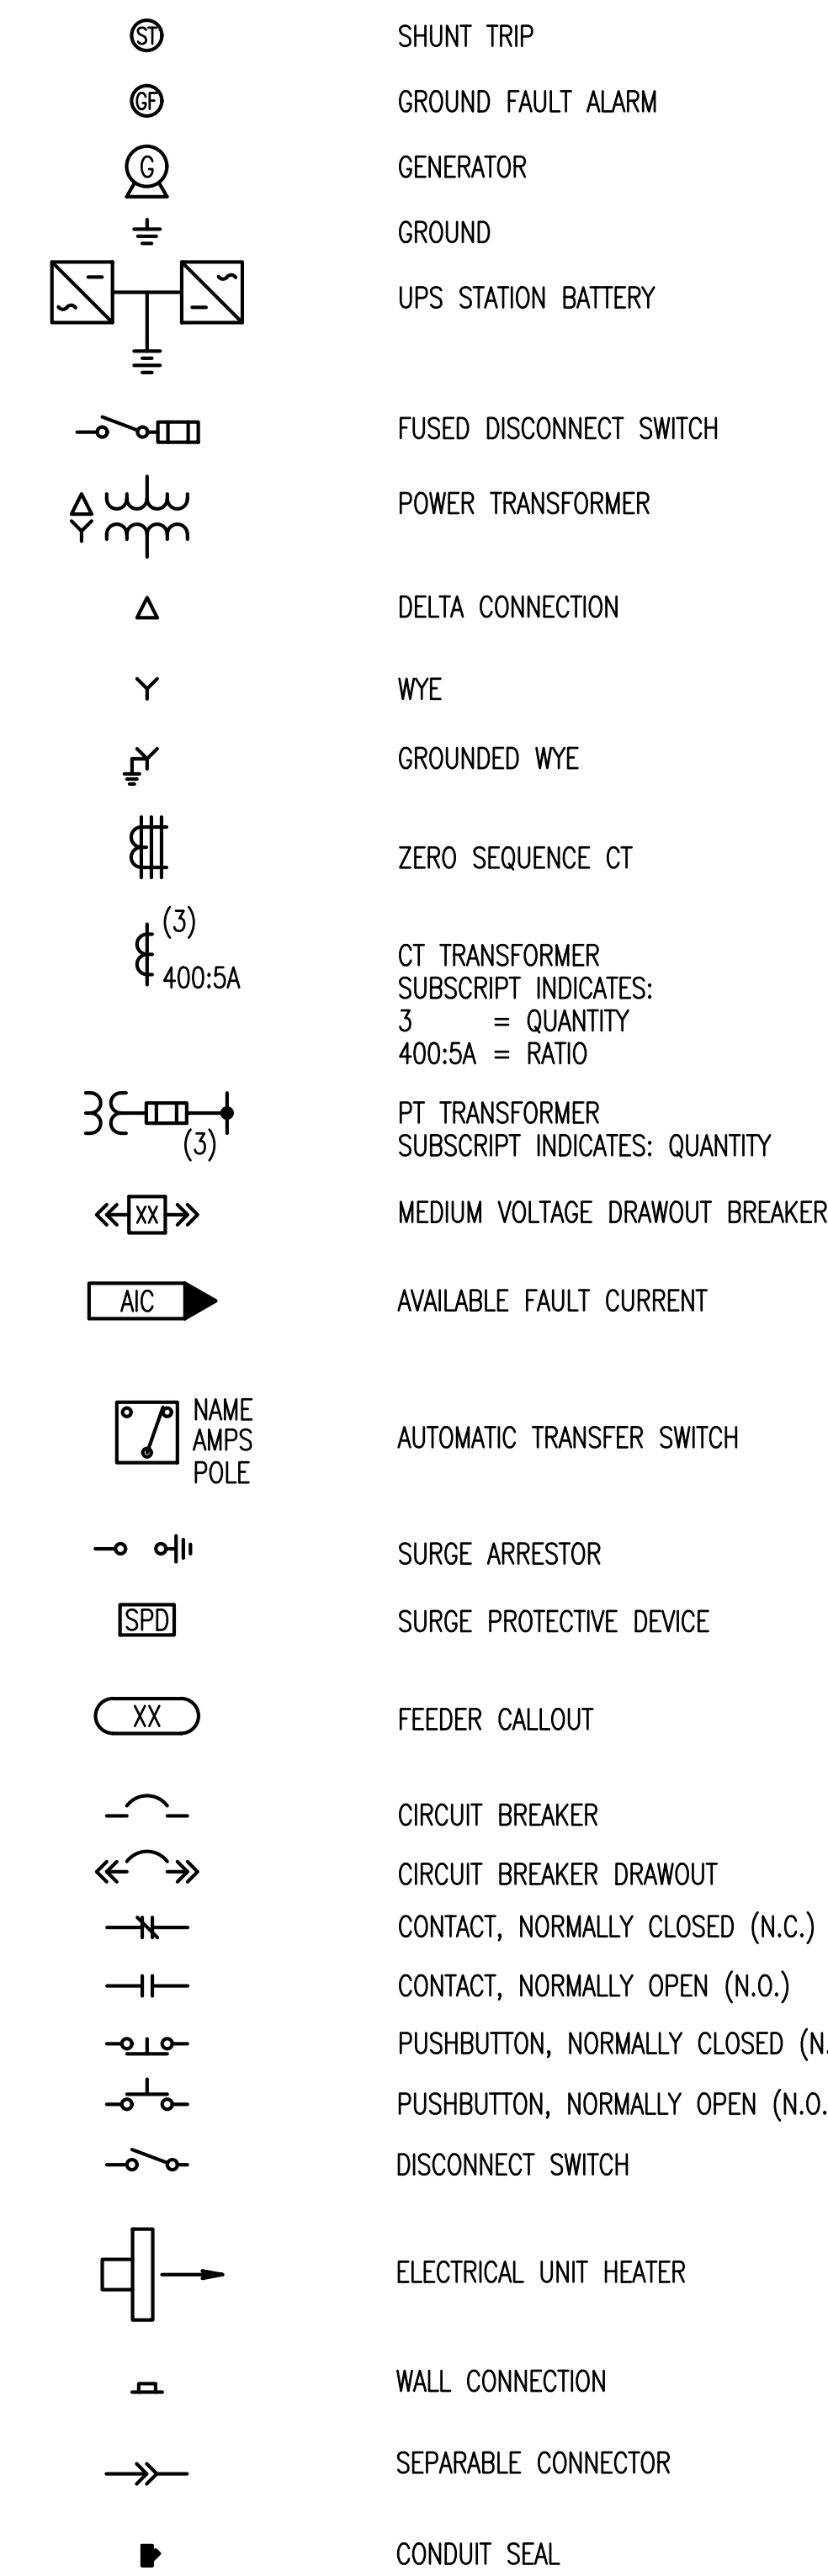 ST SHUNT TRIP
GF GROUND FAULT ALARM
G GENERATOR
GROUND
UPS STATION BATTERY
FUSED DISCONNECT SWITCH
POWER TRANSFORMER
DELTA CONNECTION
WYE
GROUNDED WYE
ZERO SEQUENCE CT
(3)
400:5A
CT TRANSFORMER
SUBSCRIPT INDICATES:
3 = QUANTITY
400:5A = RATIO
(3)
PT TRANSFORMER
SUBSCRIPT INDICATES: QUANTITY
XX MEDIUM VOLTAGE DRAWOUT BREAKER
AIC AVAILABLE FAULT CURRENT
NAME
AMPS
POLE
AUTOMATIC TRANSFER SWITCH
SURGE ARRESTOR
SPD SURGE PROTECTIVE DEVICE
XX FEEDER CALLOUT
CIRCUIT BREAKER
CIRCUIT BREAKER DRAWOUT
CONTACT, NORMALLY CLOSED (N.C.)
CONTACT, NORMALLY OPEN (N.O.)
PUSHBUTTON, NORMALLY CLOSED (N.
PUSHBUTTON, NORMALLY OPEN (N.O.
DISCONNECT SWITCH
ELECTRICAL UNIT HEATER
WALL CONNECTION
SEPARABLE CONNECTOR
CONDUIT SEAL